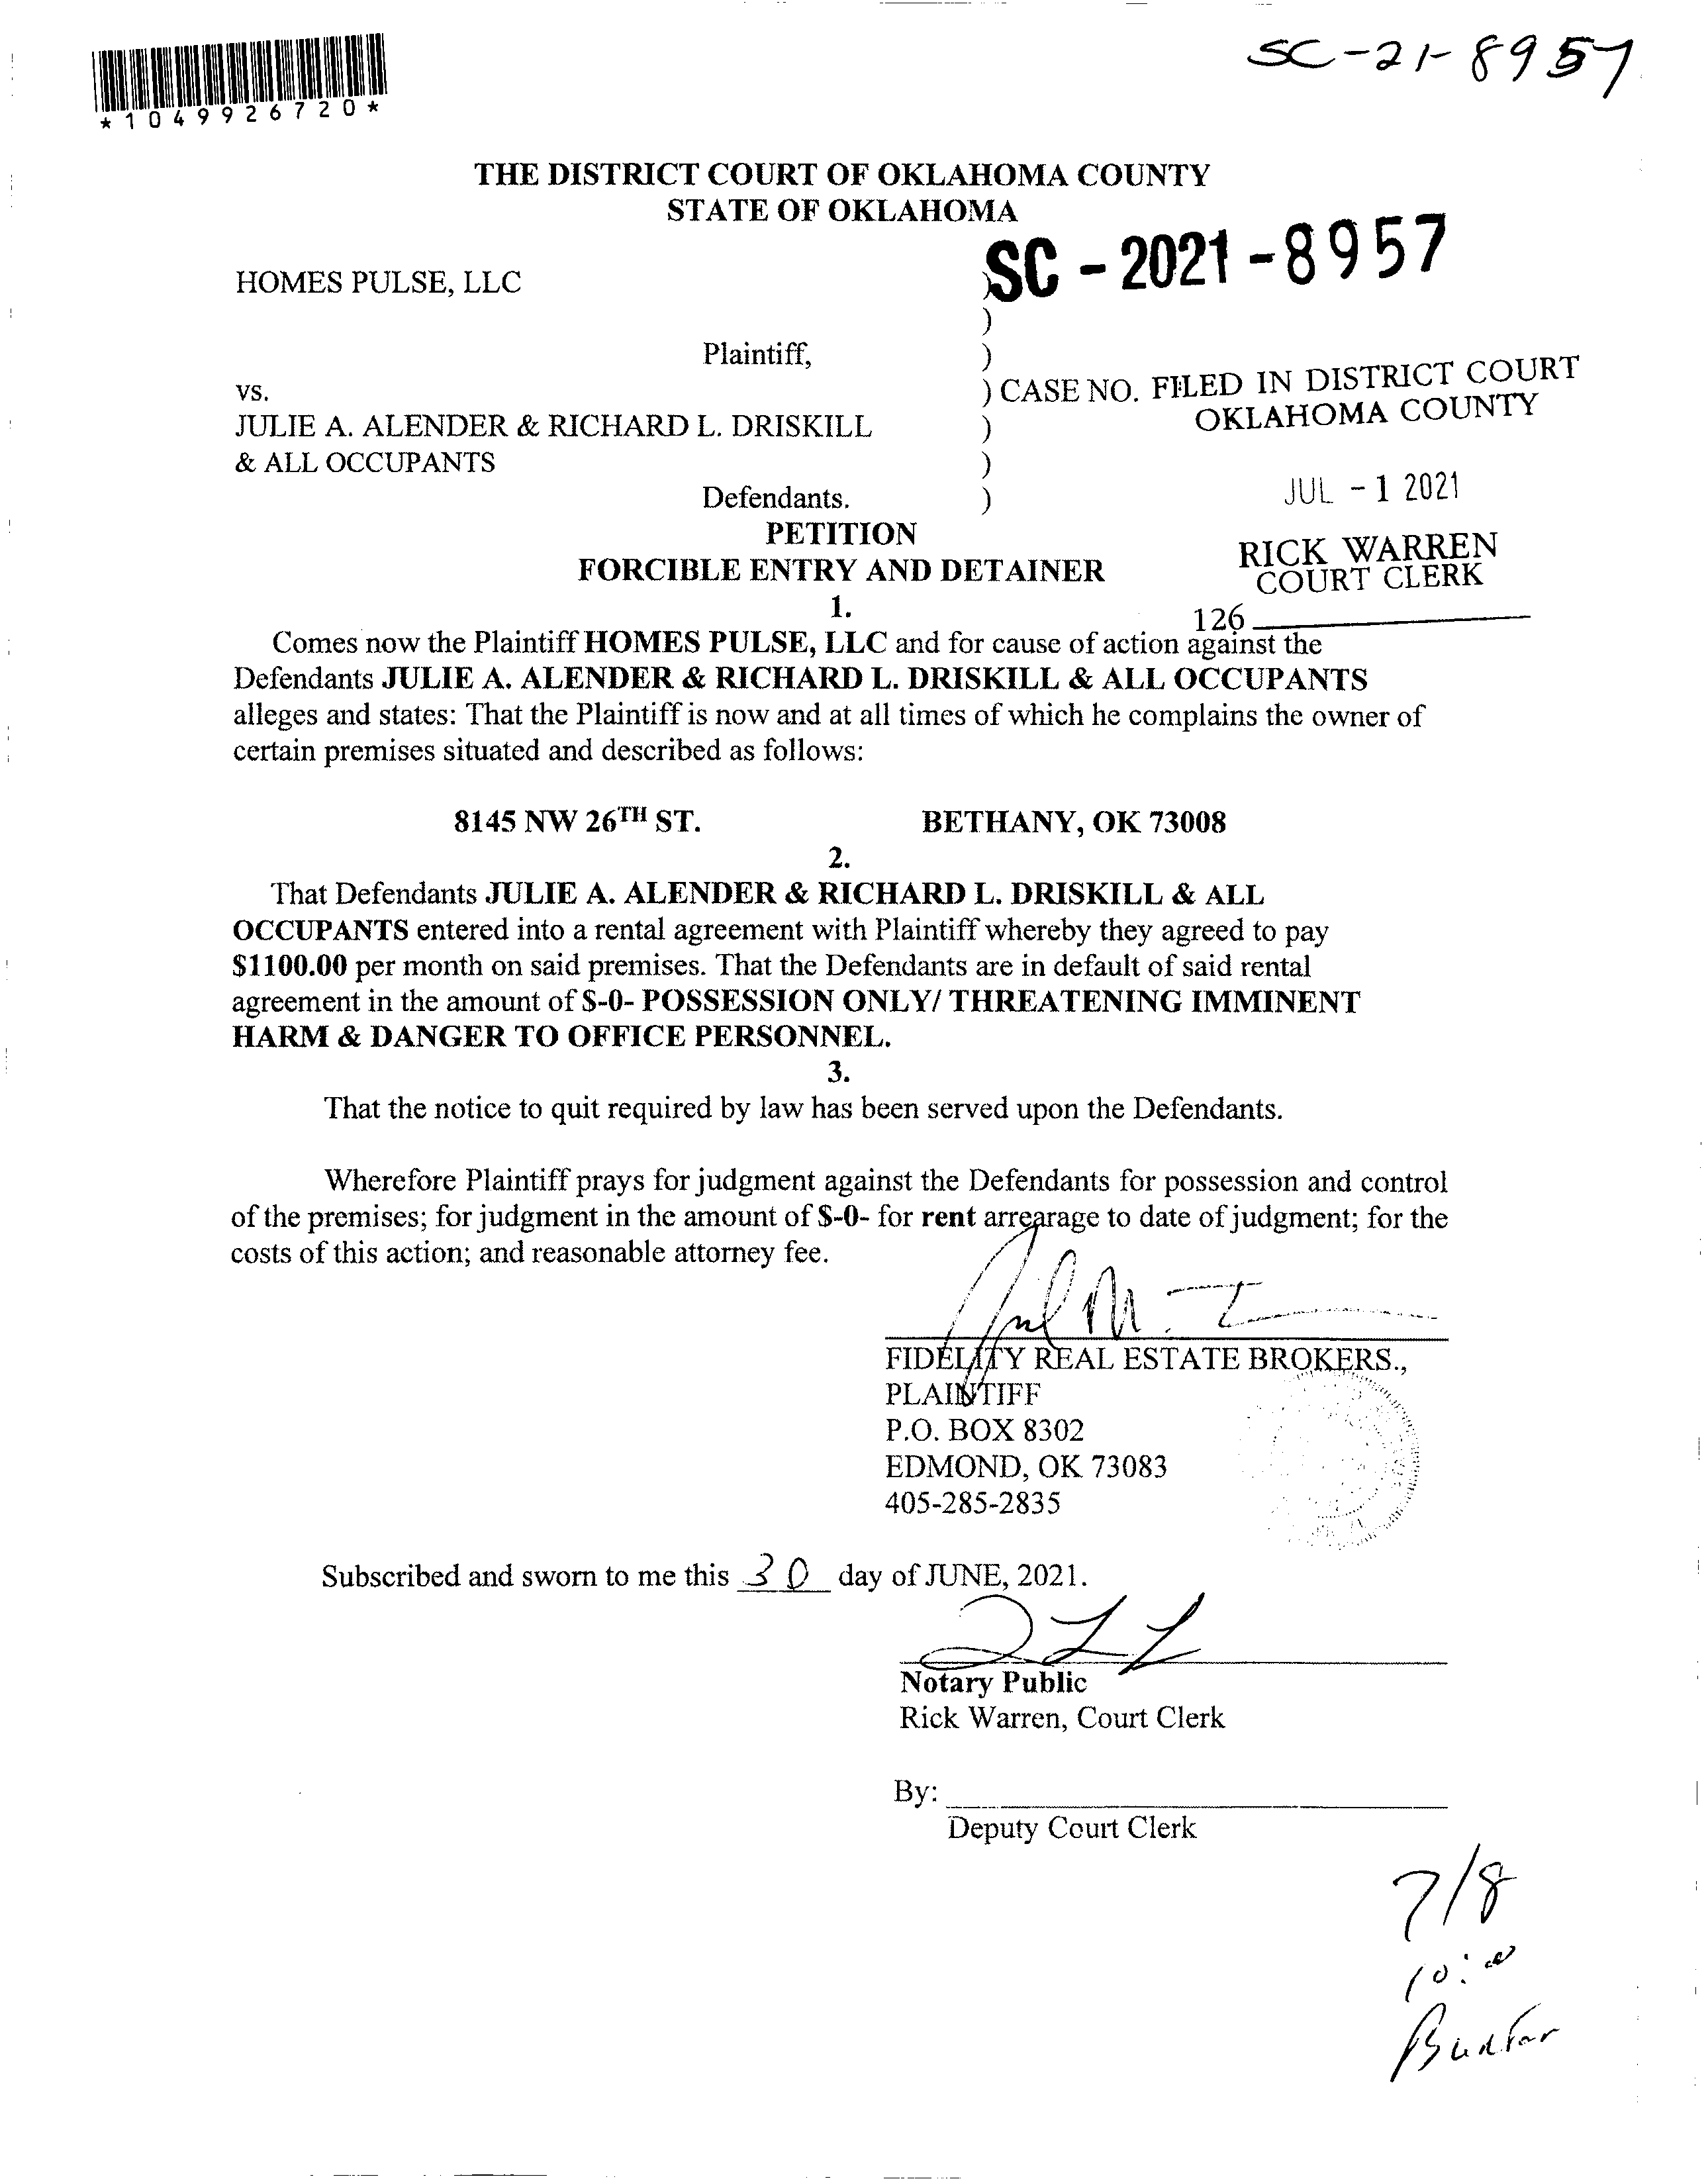 SC-21-8957
*1049926720*
THE DISTRICT COURT OF OKLAHOMA COUNTY
STATE OF OKLAHOMA
SC - 2021 - 8957
HOMES PULSE, LLC )
)
Plaintiff, )
vs. ) CASE NO. FILED IN DISTRICT COURT
OKLAHOMA COUNTY
JULIE A. ALENDER & RICHARD L. DRISKILL )
& ALL OCCUPANTS )
Defendants. ) JUL - 1 2021
PETITION
RICK WARREN
FORCIBLE ENTRY AND DETAINER
COURT CLERK
1.
126
Comes now the Plaintiff HOMES PULSE, LLC and for cause of action against the
Defendants JULIE A. ALENDER & RICHARD L. DRISKILL & ALL OCCUPANTS
alleges and states: That the Plaintiff is now and at all times of which he complains the owner of
certain premises situated and described as follows:
8145 NW 26TH ST. BETHANY, OK 73008
2.
That Defendants JULIE A. ALENDER & RICHARD L. DRISKILL & ALL
OCCUPANTS entered into a rental agreement with Plaintiff whereby they agreed to pay
$1100.00 per month on said premises. That the Defendants are in default of said rental
agreement in the amount of $-0- POSSESSION ONLY/ THREATENING IMMINENT
HARM & DANGER TO OFFICE PERSONNEL.
3.
That the notice to quit required by law has been served upon the Defendants.
Wherefore Plaintiff prays for judgment against the Defendants for possession and control
of the premises; for judgment in the amount of $-0- for rent arrearage to date of judgment; for the
costs of this action; and reasonable attorney fee.
FIDELITY REAL ESTATE BROKERS.,
PLAINTIFF
P.O. BOX 8302
EDMOND, OK 73083
405-285-2835
Subscribed and sworn to me this 30 day of JUNE, 2021.
Notary Public
Rick Warren, Court Clerk
By:
Deputy Court Clerk
7/8
10:00